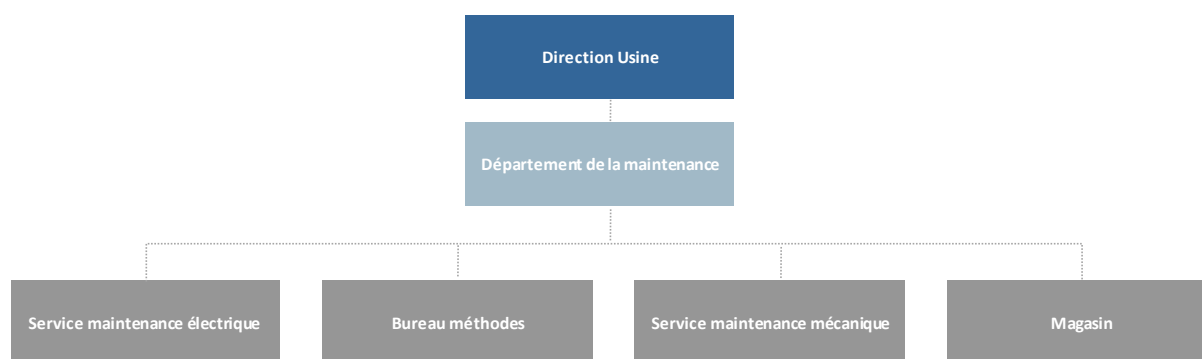 Direction Usine
Département de la maintenance
Service maintenance électrique
Bureau méthodes
Service maintenance mécanique
Magasin